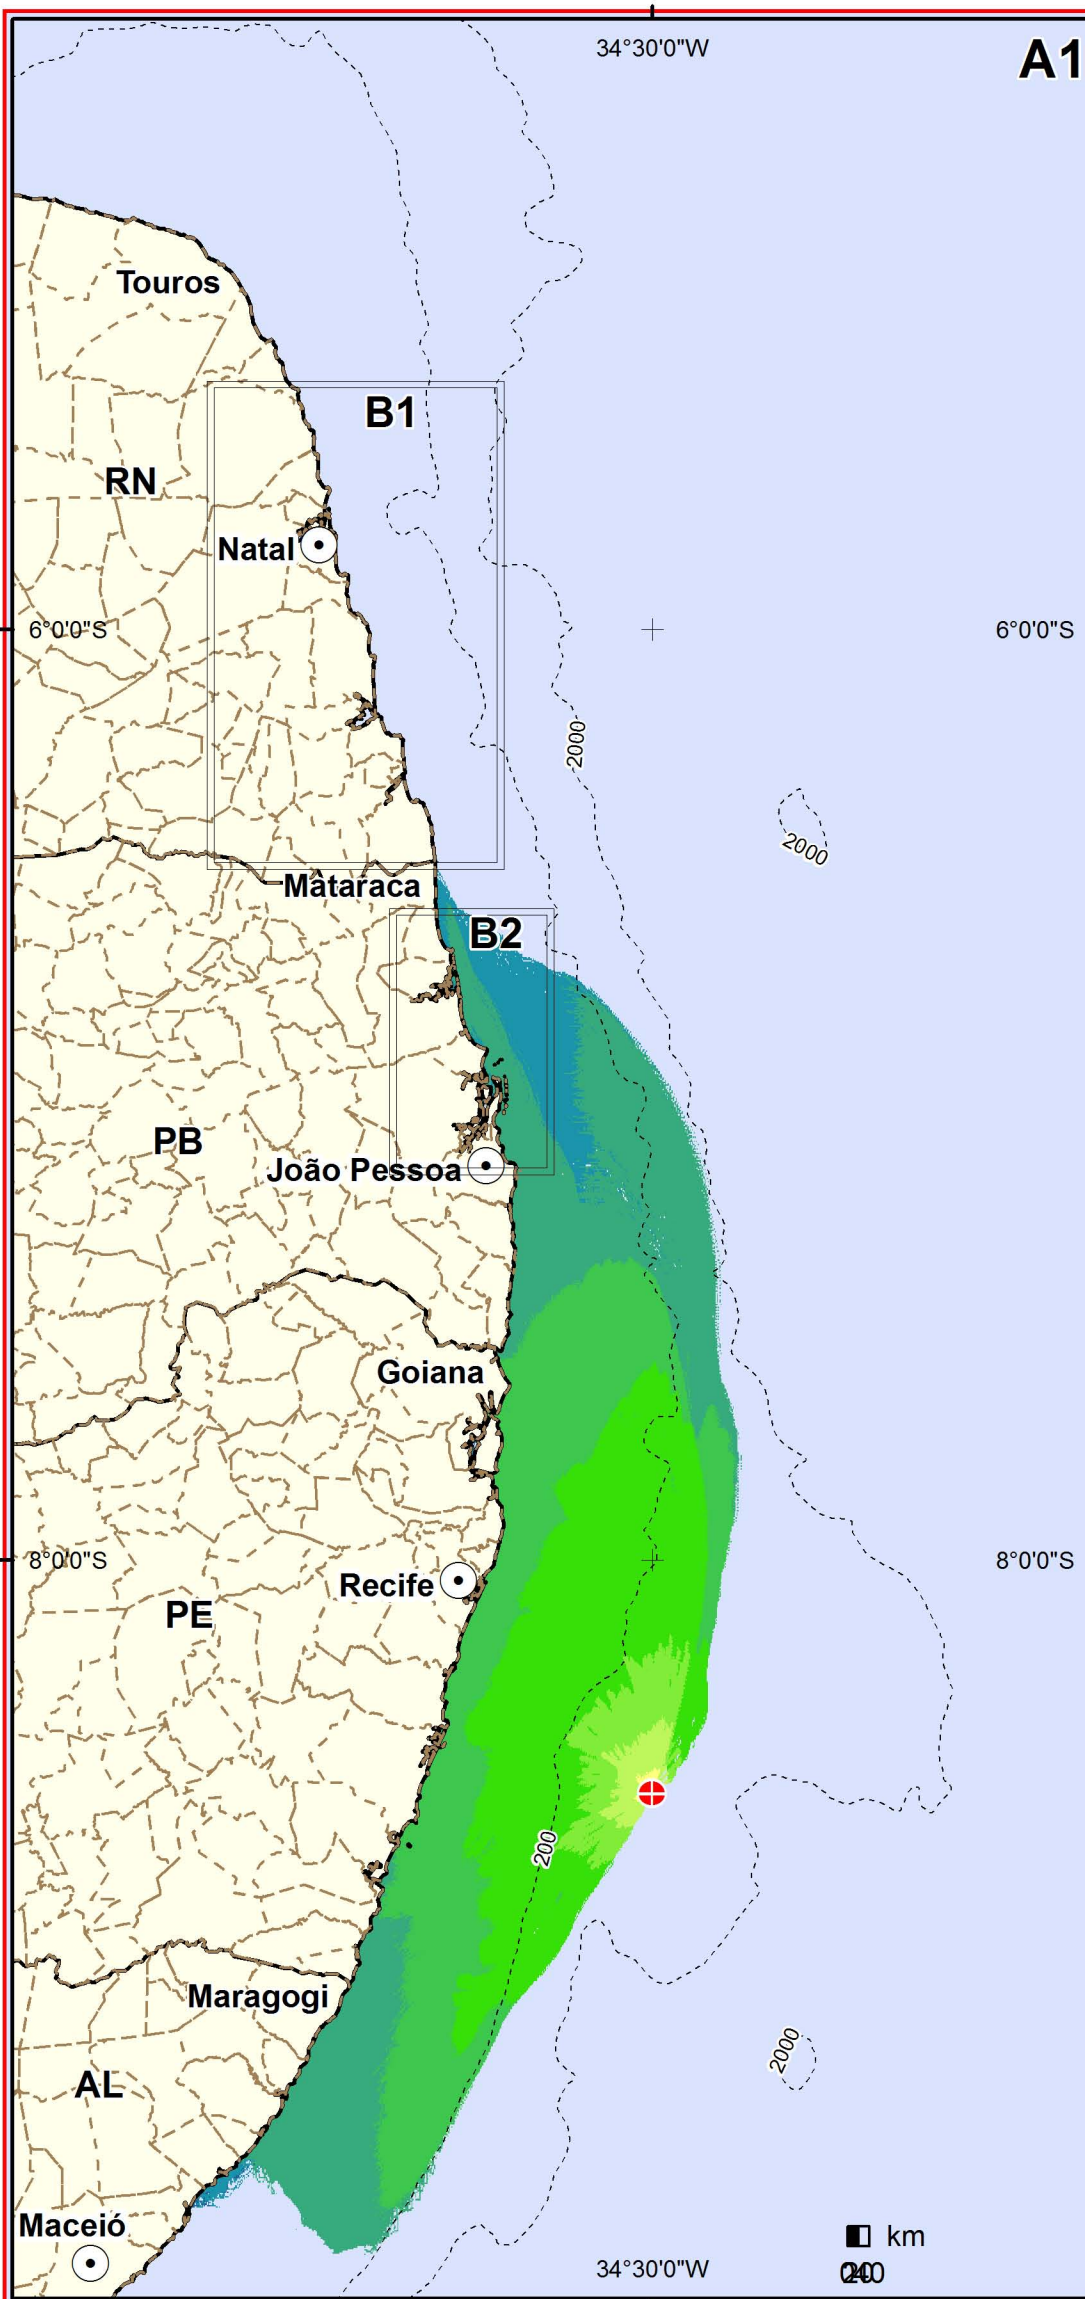 34°30'0"W
A1
Touros
B1
RN
Natal
6°0'0"S
6°0'0"S
2000
2000
Mataraca
B2
PB
João Pessoa
Goiana
8°0'0"S
8°0'0"S
Recife
PE
200
Maragogi
2000
AL
Maceió
km
34°30'0"W